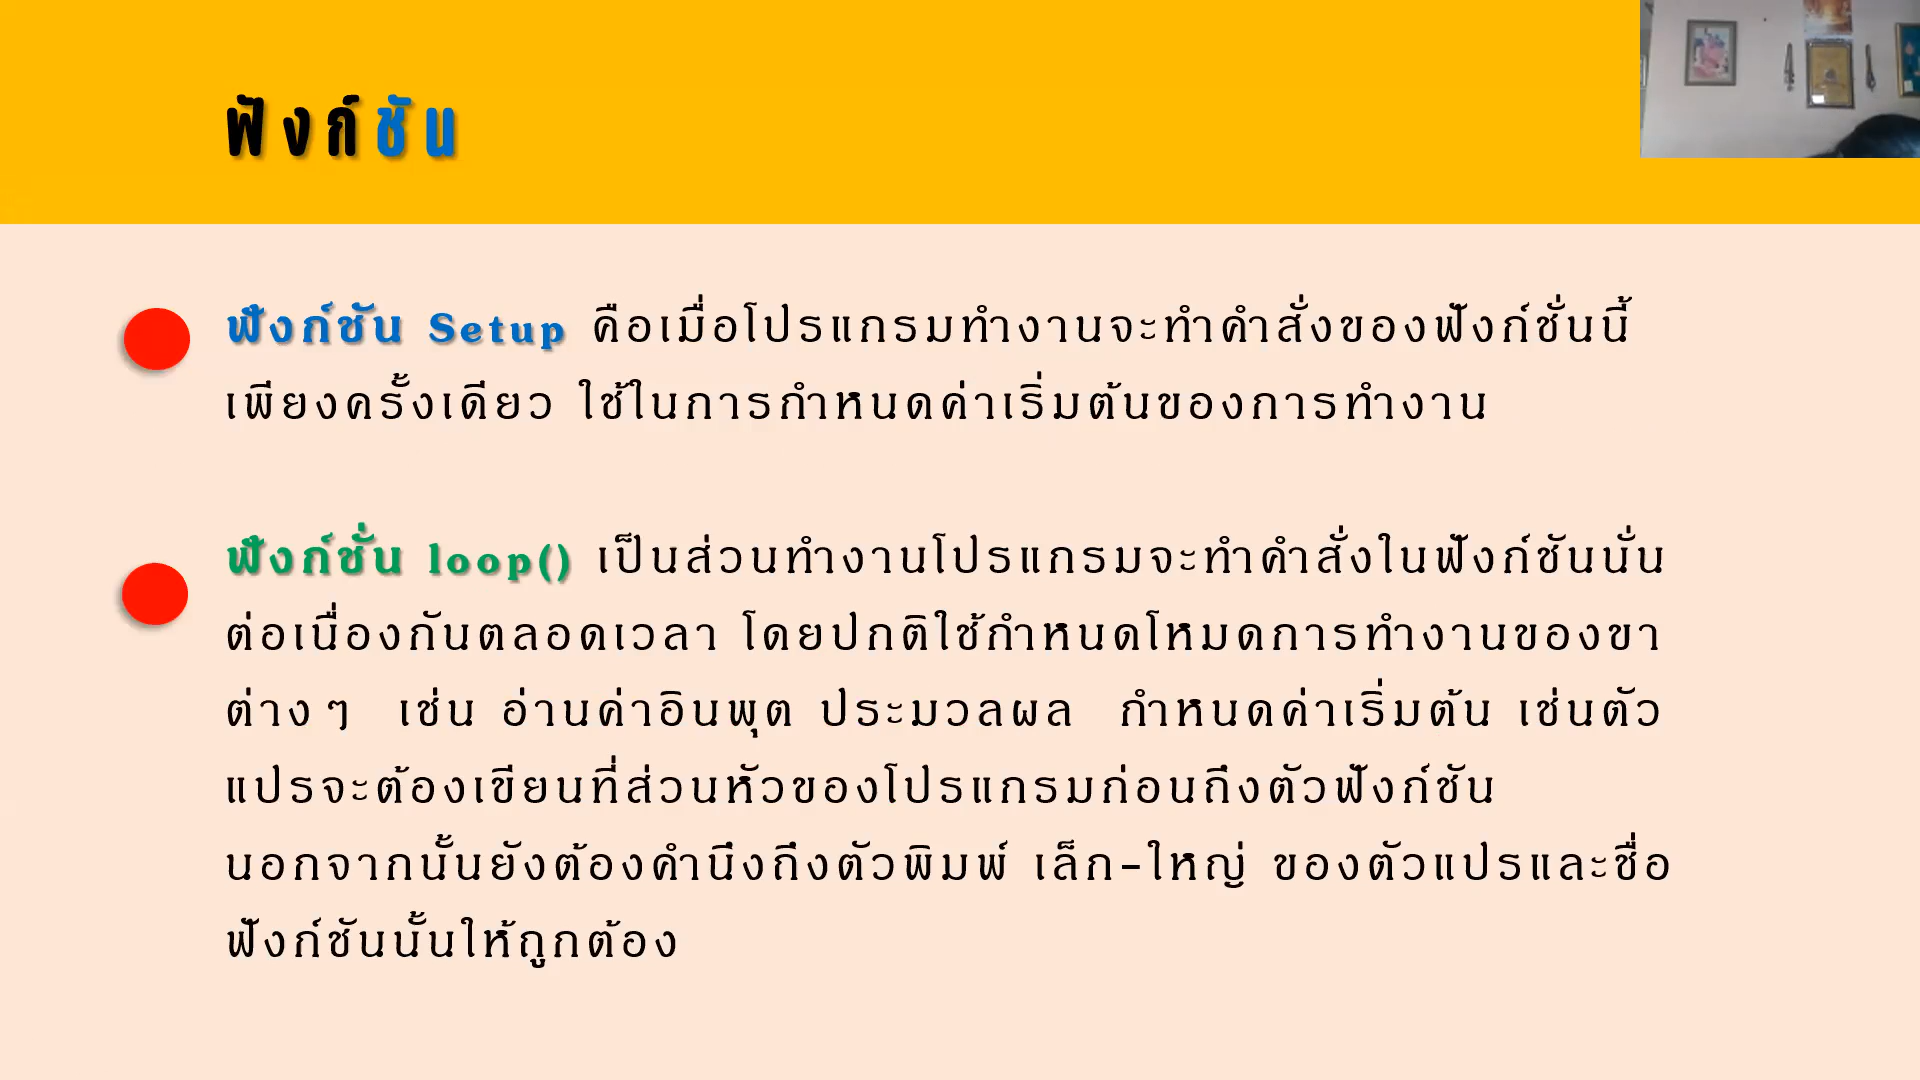 ฟังก์ชัน
ฟังก์ชัน Setup คือเมื่อโปรแกรมทำงานจะทำคำสั่งของฟังก์ชั่นนี้
เพียงครั้งเดียว ใช้ในการกำหนดค่าเริ่มต้นของการทำงาน
ฟังก์ชั่น loop() เป็นส่วนทำงานโปรแกรมจะทำคำสั่งในฟังก์ชันนั่น
ต่อเนื่องกันตลอดเวลา โดยปกติใช้กำหนดโหมดการทำงานของขา
ต่างๆ เช่น อ่านค่าอินพุต ประมวลผล กำหนดค่าเริ่มต้น เช่นตัว
แปรจะต้องเขียนที่ส่วนหัวของโปรแกรมก่อนถึงตัวฟังก์ชัน
นอกจากนั้นยังต้องคำนึงถึงตัวพิมพ์ เล็ก-ใหญ่ ของตัวแปรและชื่อ
ฟังก์ชันนั้นให้ถูกต้อง